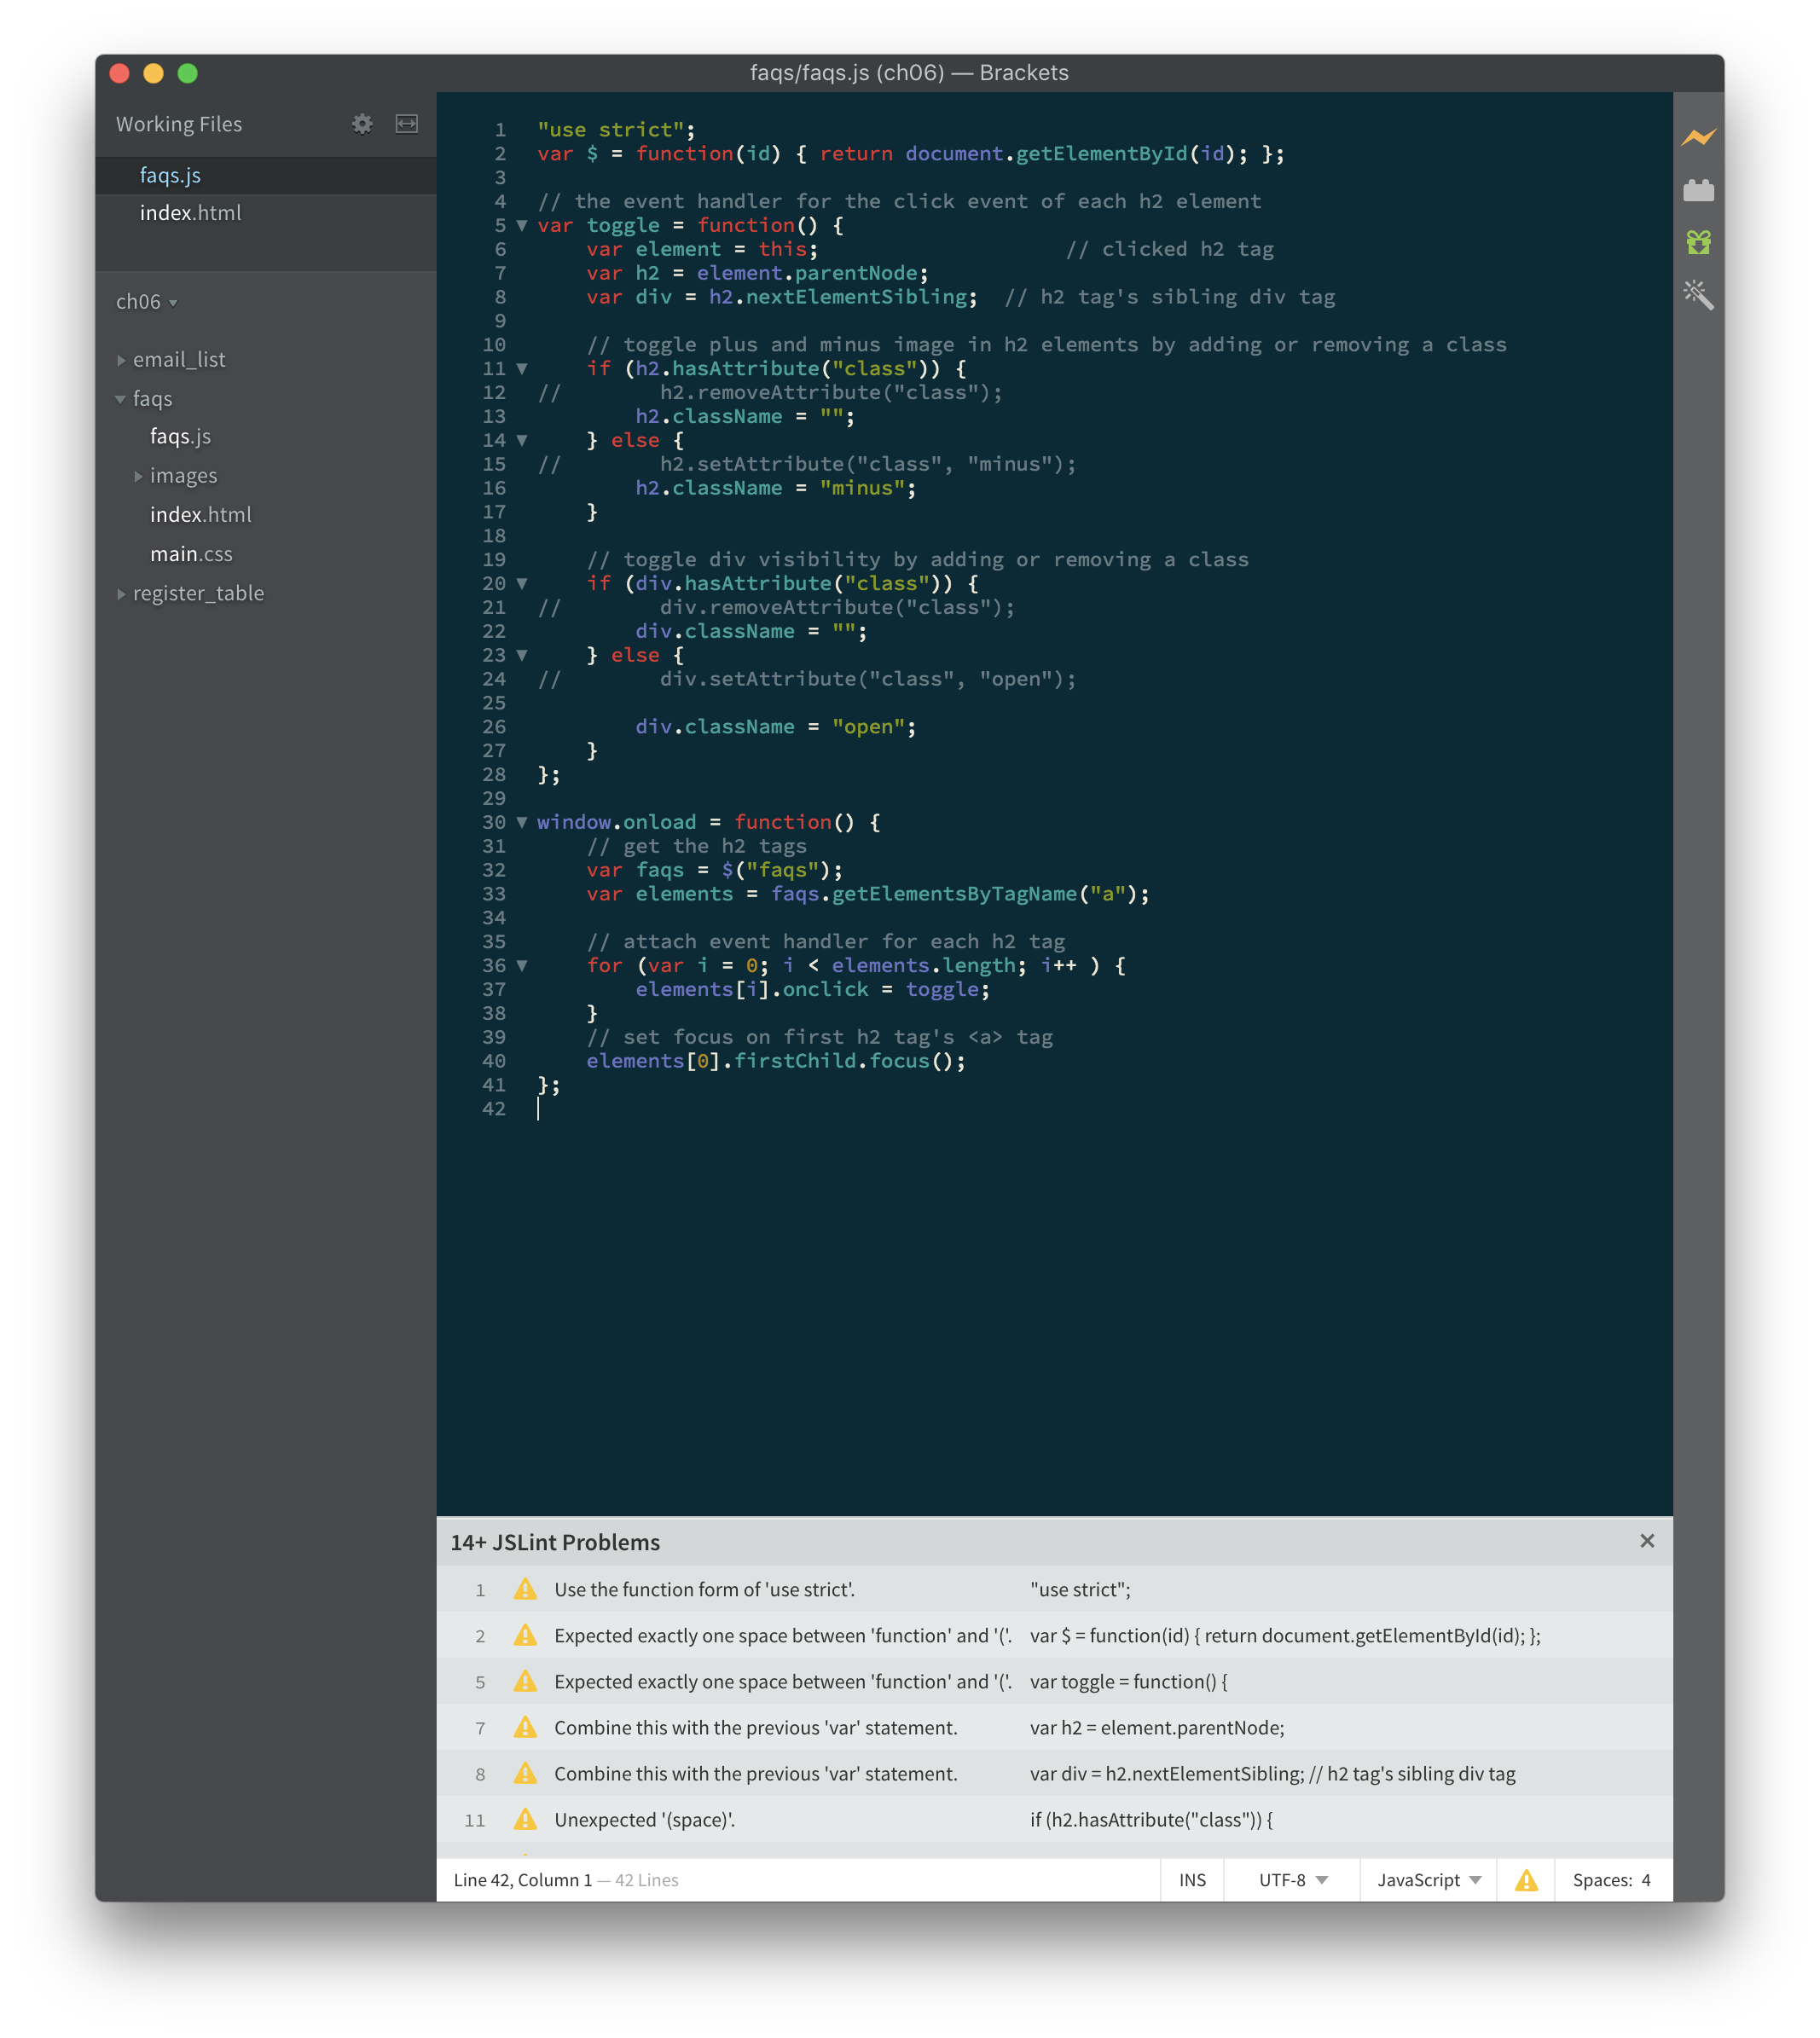 faqs/faqs.js (ch06) — Brackets
Working Files
faqs.js
index.html
ch06
email_list
faqs
faqs.js
images
index.html
main.css
register_table
1 "use strict";
2 var $ = function(id) { return document.getElementById(id); };
3
4 // the event handler for the click event of each h2 element
5 var toggle = function() {
6     var element = this;                    // clicked h2 tag
7     var h2 = element.parentNode;
8     var div = h2.nextElementSibling;  // h2 tag's sibling div tag
9
10     // toggle plus and minus image in h2 elements by adding or removing a class
11     if (h2.hasAttribute("class")) {
12 //        h2.removeAttribute("class");
13         h2.className = "";
14     } else {
15 //        h2.setAttribute("class", "minus");
16         h2.className = "minus";
17     }
18
19     // toggle div visibility by adding or removing a class
20     if (div.hasAttribute("class")) {
21 //        div.removeAttribute("class");
22         div.className = "";
23     } else {
24 //        div.setAttribute("class", "open");
25
26         div.className = "open";
27     }
28 };
29
30 window.onload = function() {
31     // get the h2 tags
32     var faqs = $("faqs");
33     var elements = faqs.getElementsByTagName("a");
34
35     // attach event handler for each h2 tag
36     for (var i = 0; i < elements.length; i++ ) {
37         elements[i].onclick = toggle;
38     }
39     // set focus on first h2 tag's <a> tag
40     elements[0].firstChild.focus();
41 };
42
14+ JSLint Problems
1 Use the function form of 'use strict'. "use strict";
2 Expected exactly one space between 'function' and '('. var $ = function(id) { return document.getElementById(id); };
5 Expected exactly one space between 'function' and '('. var toggle = function() {
7 Combine this with the previous 'var' statement. var h2 = element.parentNode;
8 Combine this with the previous 'var' statement. var div = h2.nextElementSibling; // h2 tag's sibling div tag
11 Unexpected '(space)'. if (h2.hasAttribute("class")) {
Line 42, Column 1 — 42 Lines INS UTF-8 JavaScript Spaces: 4